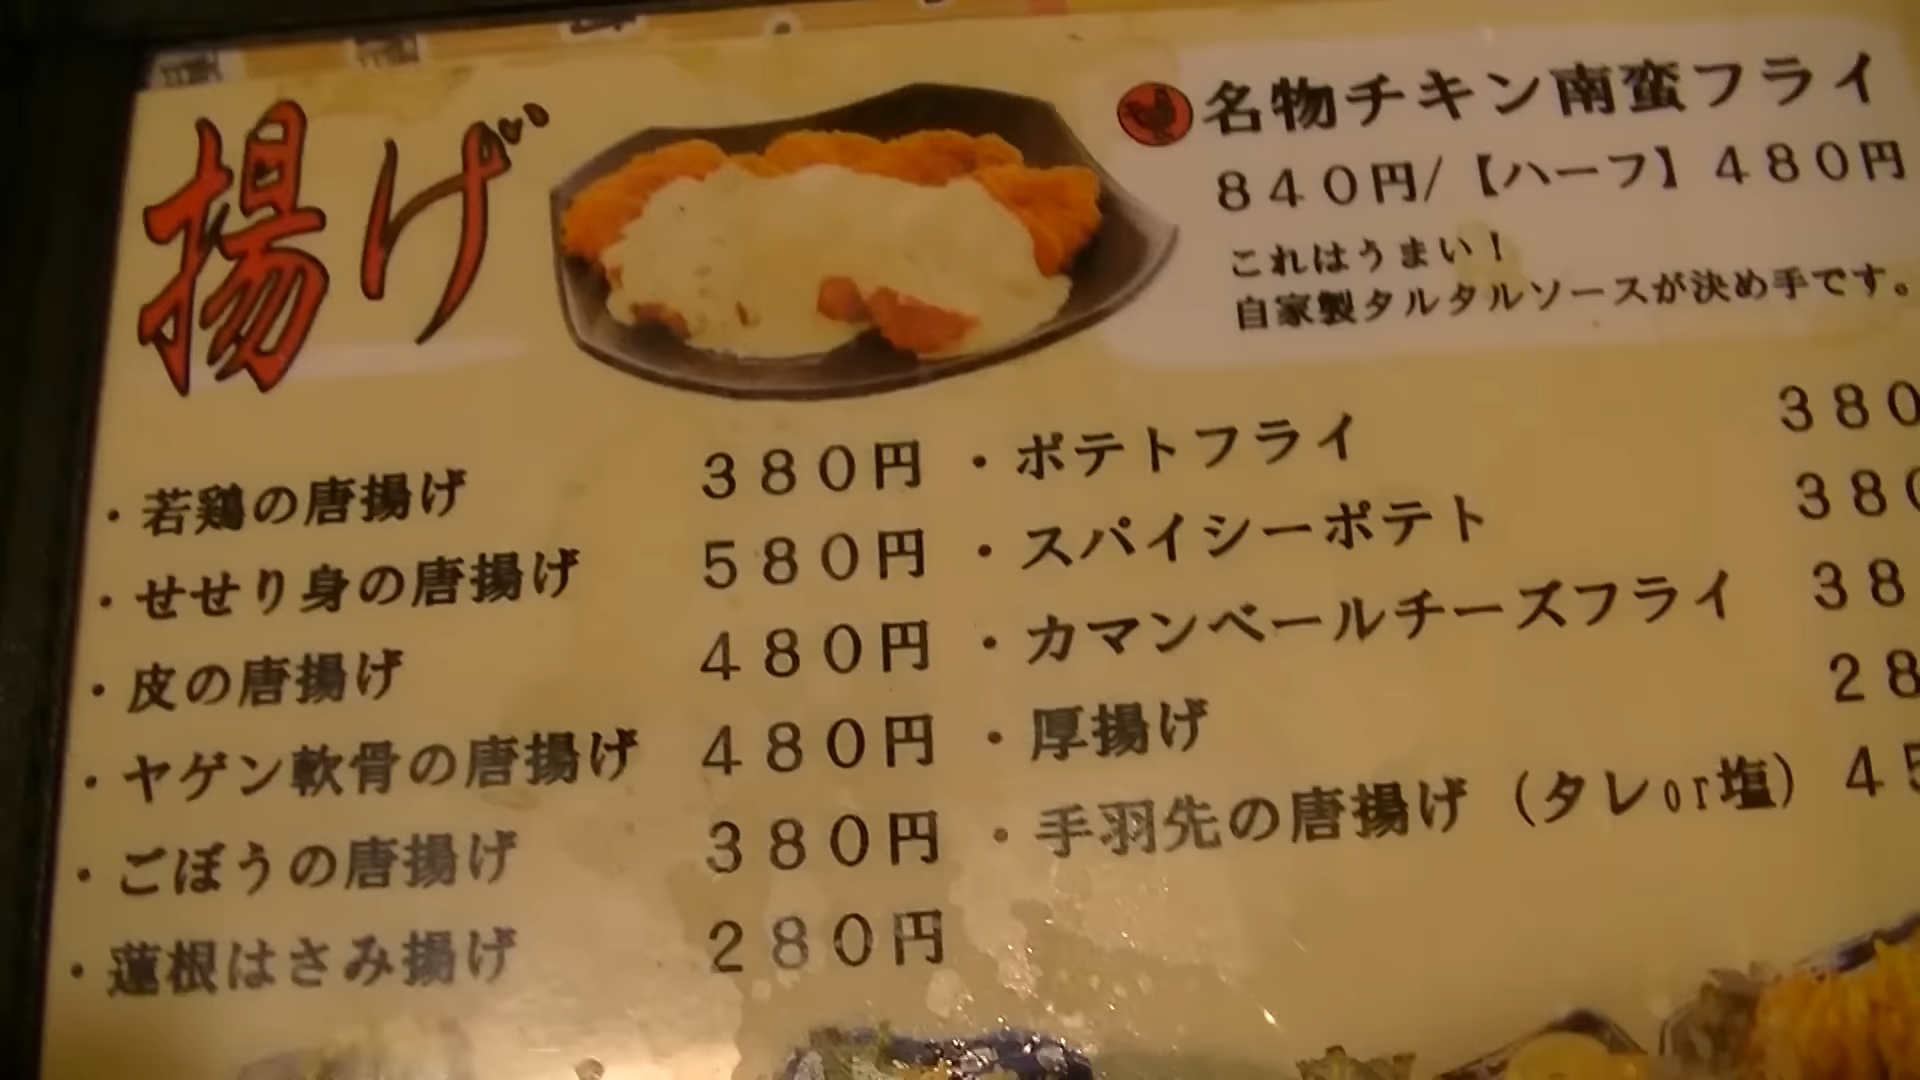 揚げ
名物チキン南蛮フライ
840円/【ハーフ】480円
これはうまい！
自家製タルタルソースが決め手です。
・若鶏の唐揚げ 380円
・せせり身の唐揚げ 580円
・皮の唐揚げ 480円
・ヤゲン軟骨の唐揚げ 480円
・ごぼうの唐揚げ 380円
・蓮根はさみ揚げ 280円
・ポテトフライ 380
・スパイシーポテト 380
・カマンベールチーズフライ 38
・厚揚げ 28
・手羽先の唐揚げ（タレor塩） 45